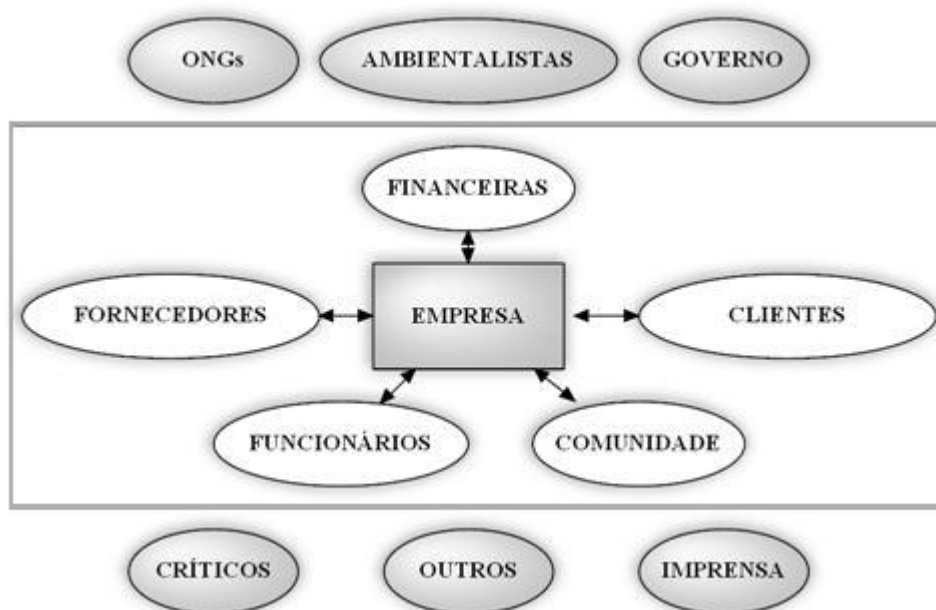 ONGs
AMBIENTALISTAS
GOVERNO
FINANCEIRAS
FORNECEDORES
EMPRESA
CLIENTES
FUNCIONÁRIOS
COMUNIDADE
CRÍTICOS
OUTROS
IMPRENSA